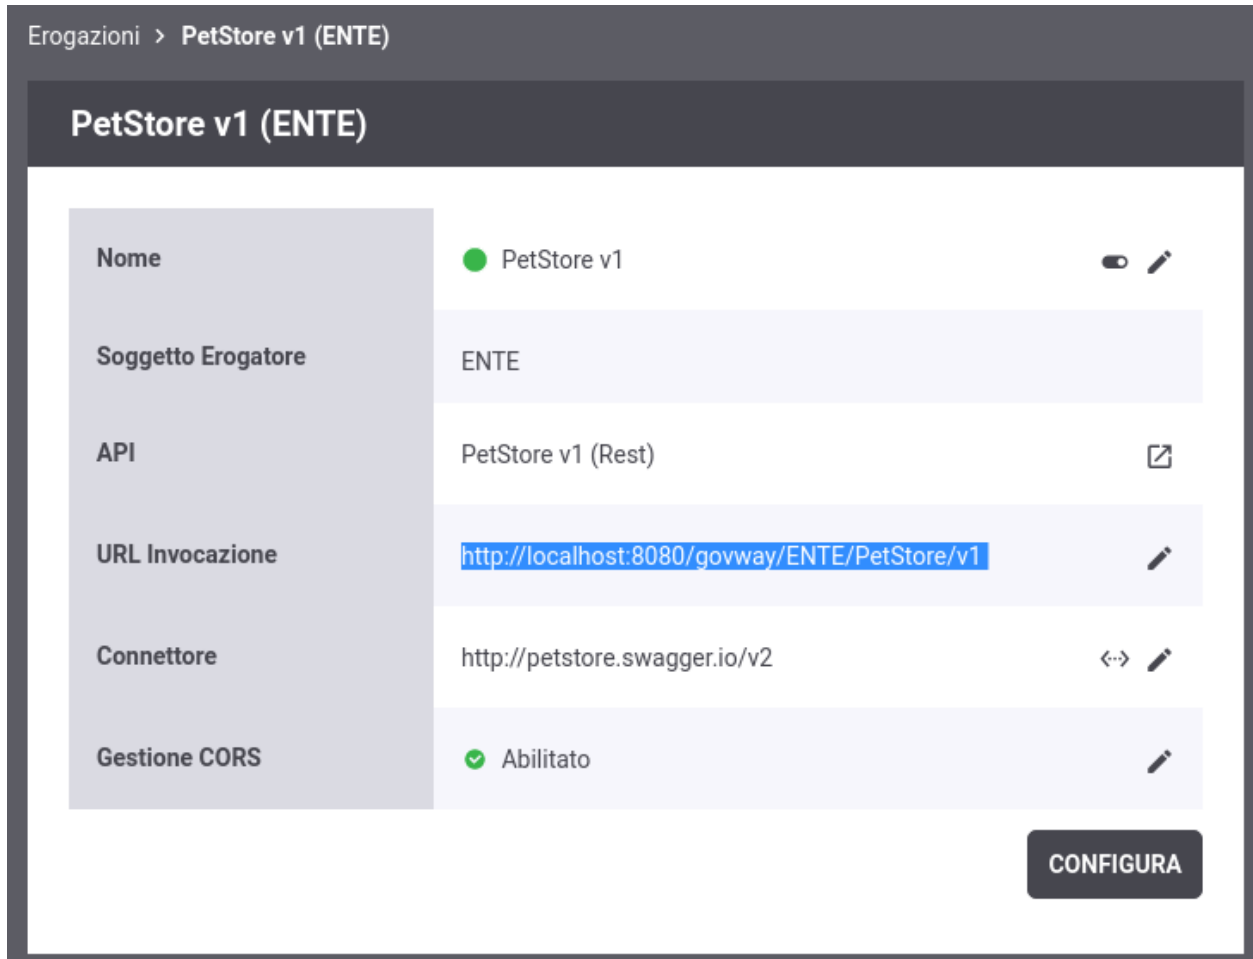 Erogazioni > PetStore v1 (ENTE)
PetStore v1 (ENTE)
Nome PetStore v1
Soggetto Erogatore ENTE
API PetStore v1 (Rest)
URL Invocazione http://localhost:8080/govway/ENTE/PetStore/v1
Connettore http://petstore.swagger.io/v2
Gestione CORS Abilitato
CONFIGURA